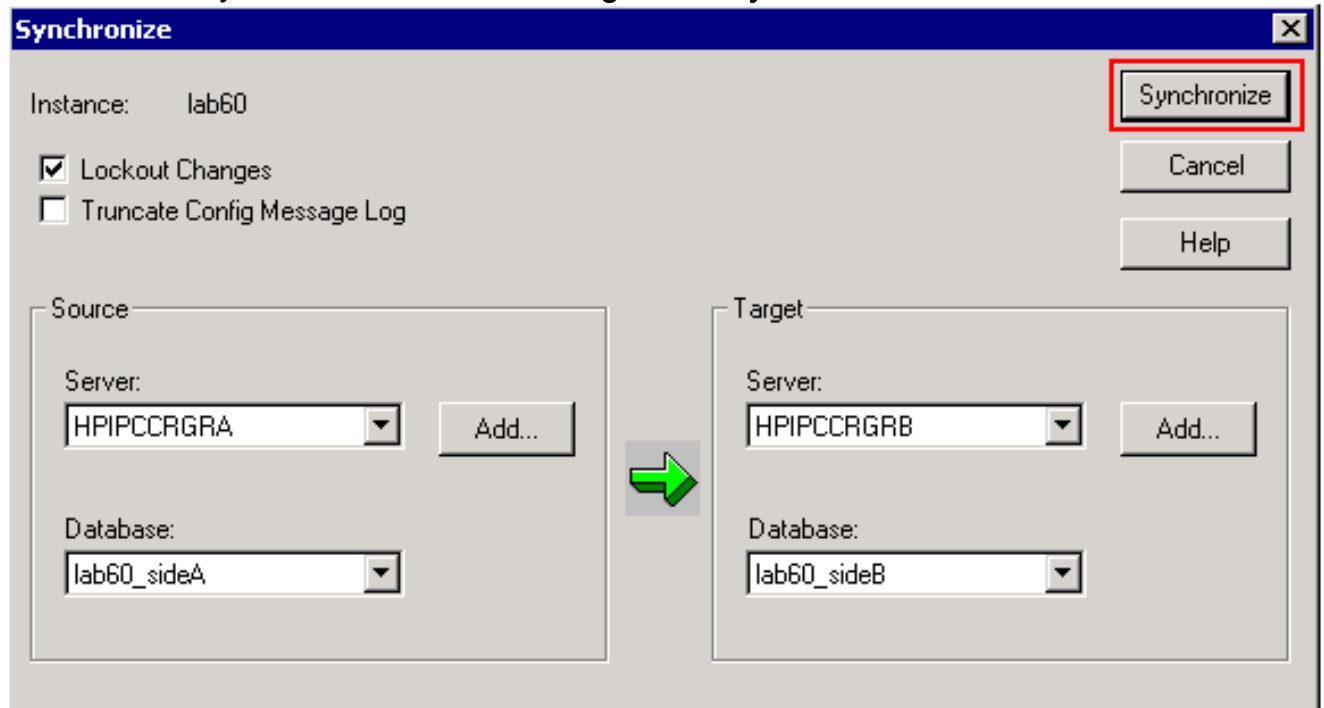 Synchronize
Instance: lab60
Synchronize
Lockout Changes
Cancel
Truncate Config Message Log
Help
Source
Target
Server:
Server:
HPIPCCRGRA
Add...
HPIPCCRGRB
Add...
Database:
Database:
lab60_sideA
lab60_sideB